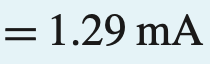 = 1.29 mA